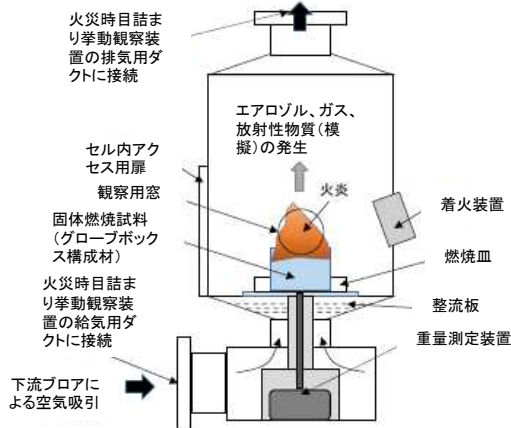 火災時目詰ま
り挙動観察装
置の排気用ダ
クトに接続
エアロゾル、ガス、
放射性物質(模
擬)の発生
セル内アク
セス用扉
観察用窓
火炎
着火装置
固体燃焼試料
(グローブボック
ス構成材)
燃焼皿
火災時目詰ま
り挙動観察装
置の給気用ダ
クトに接続
整流板
重量測定装置
下流ブロアに
よる空気吸引